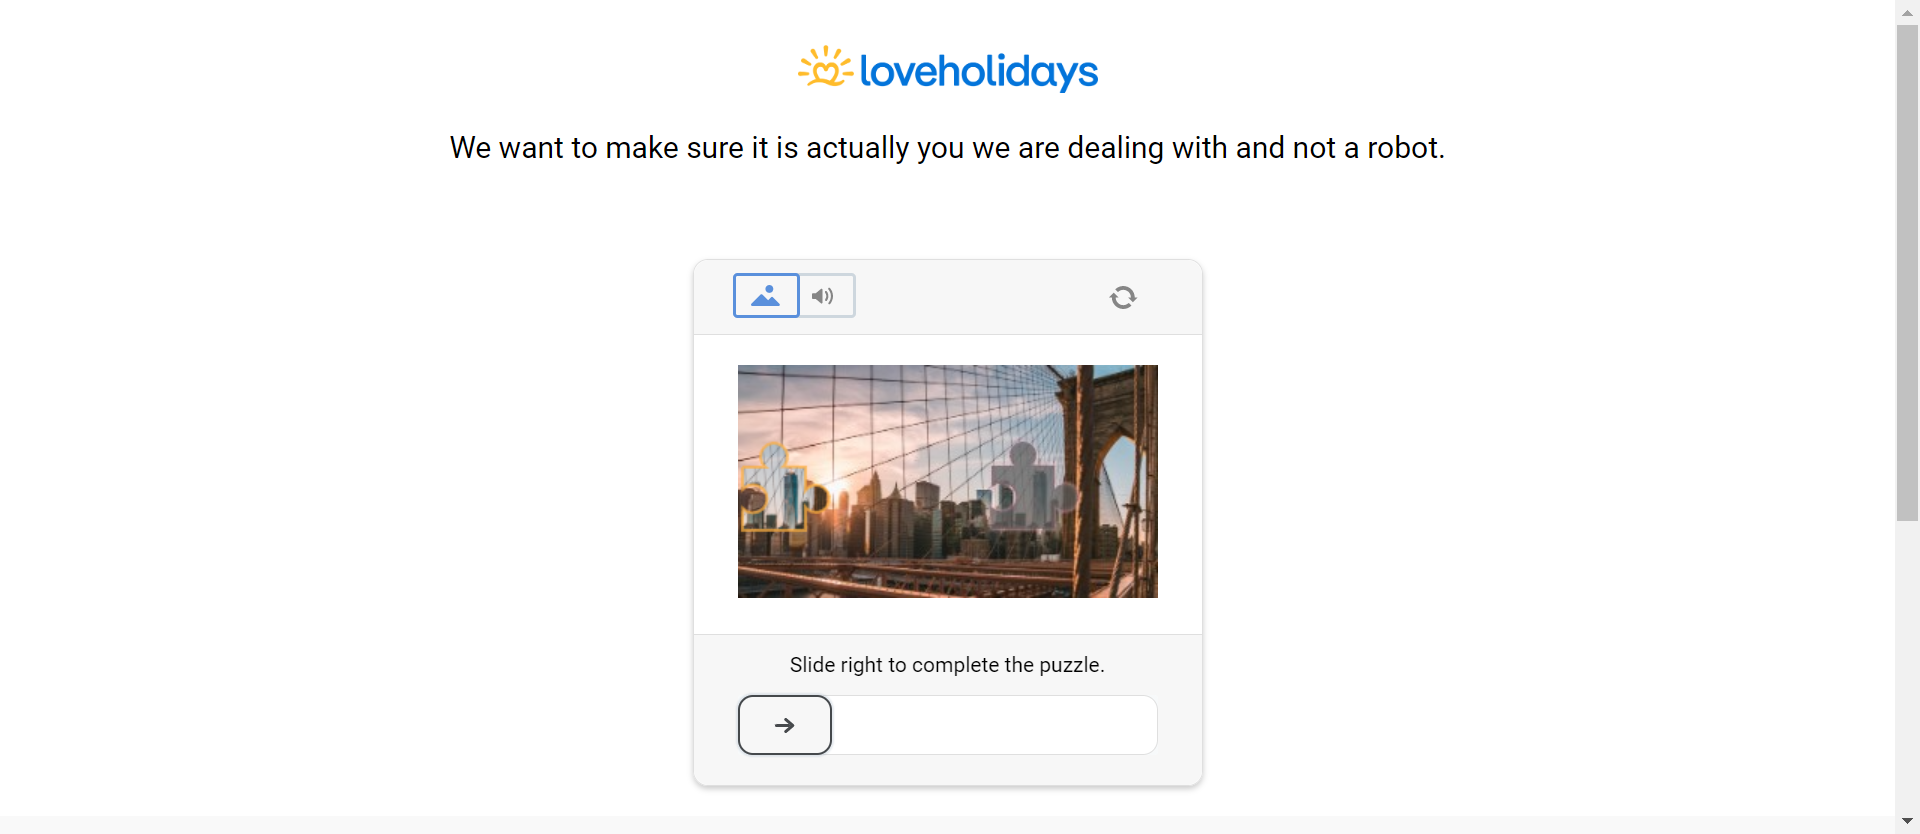 loveholidays
We want to make sure it is actually you we are dealing with and not a robot.
Slide right to complete the puzzle.